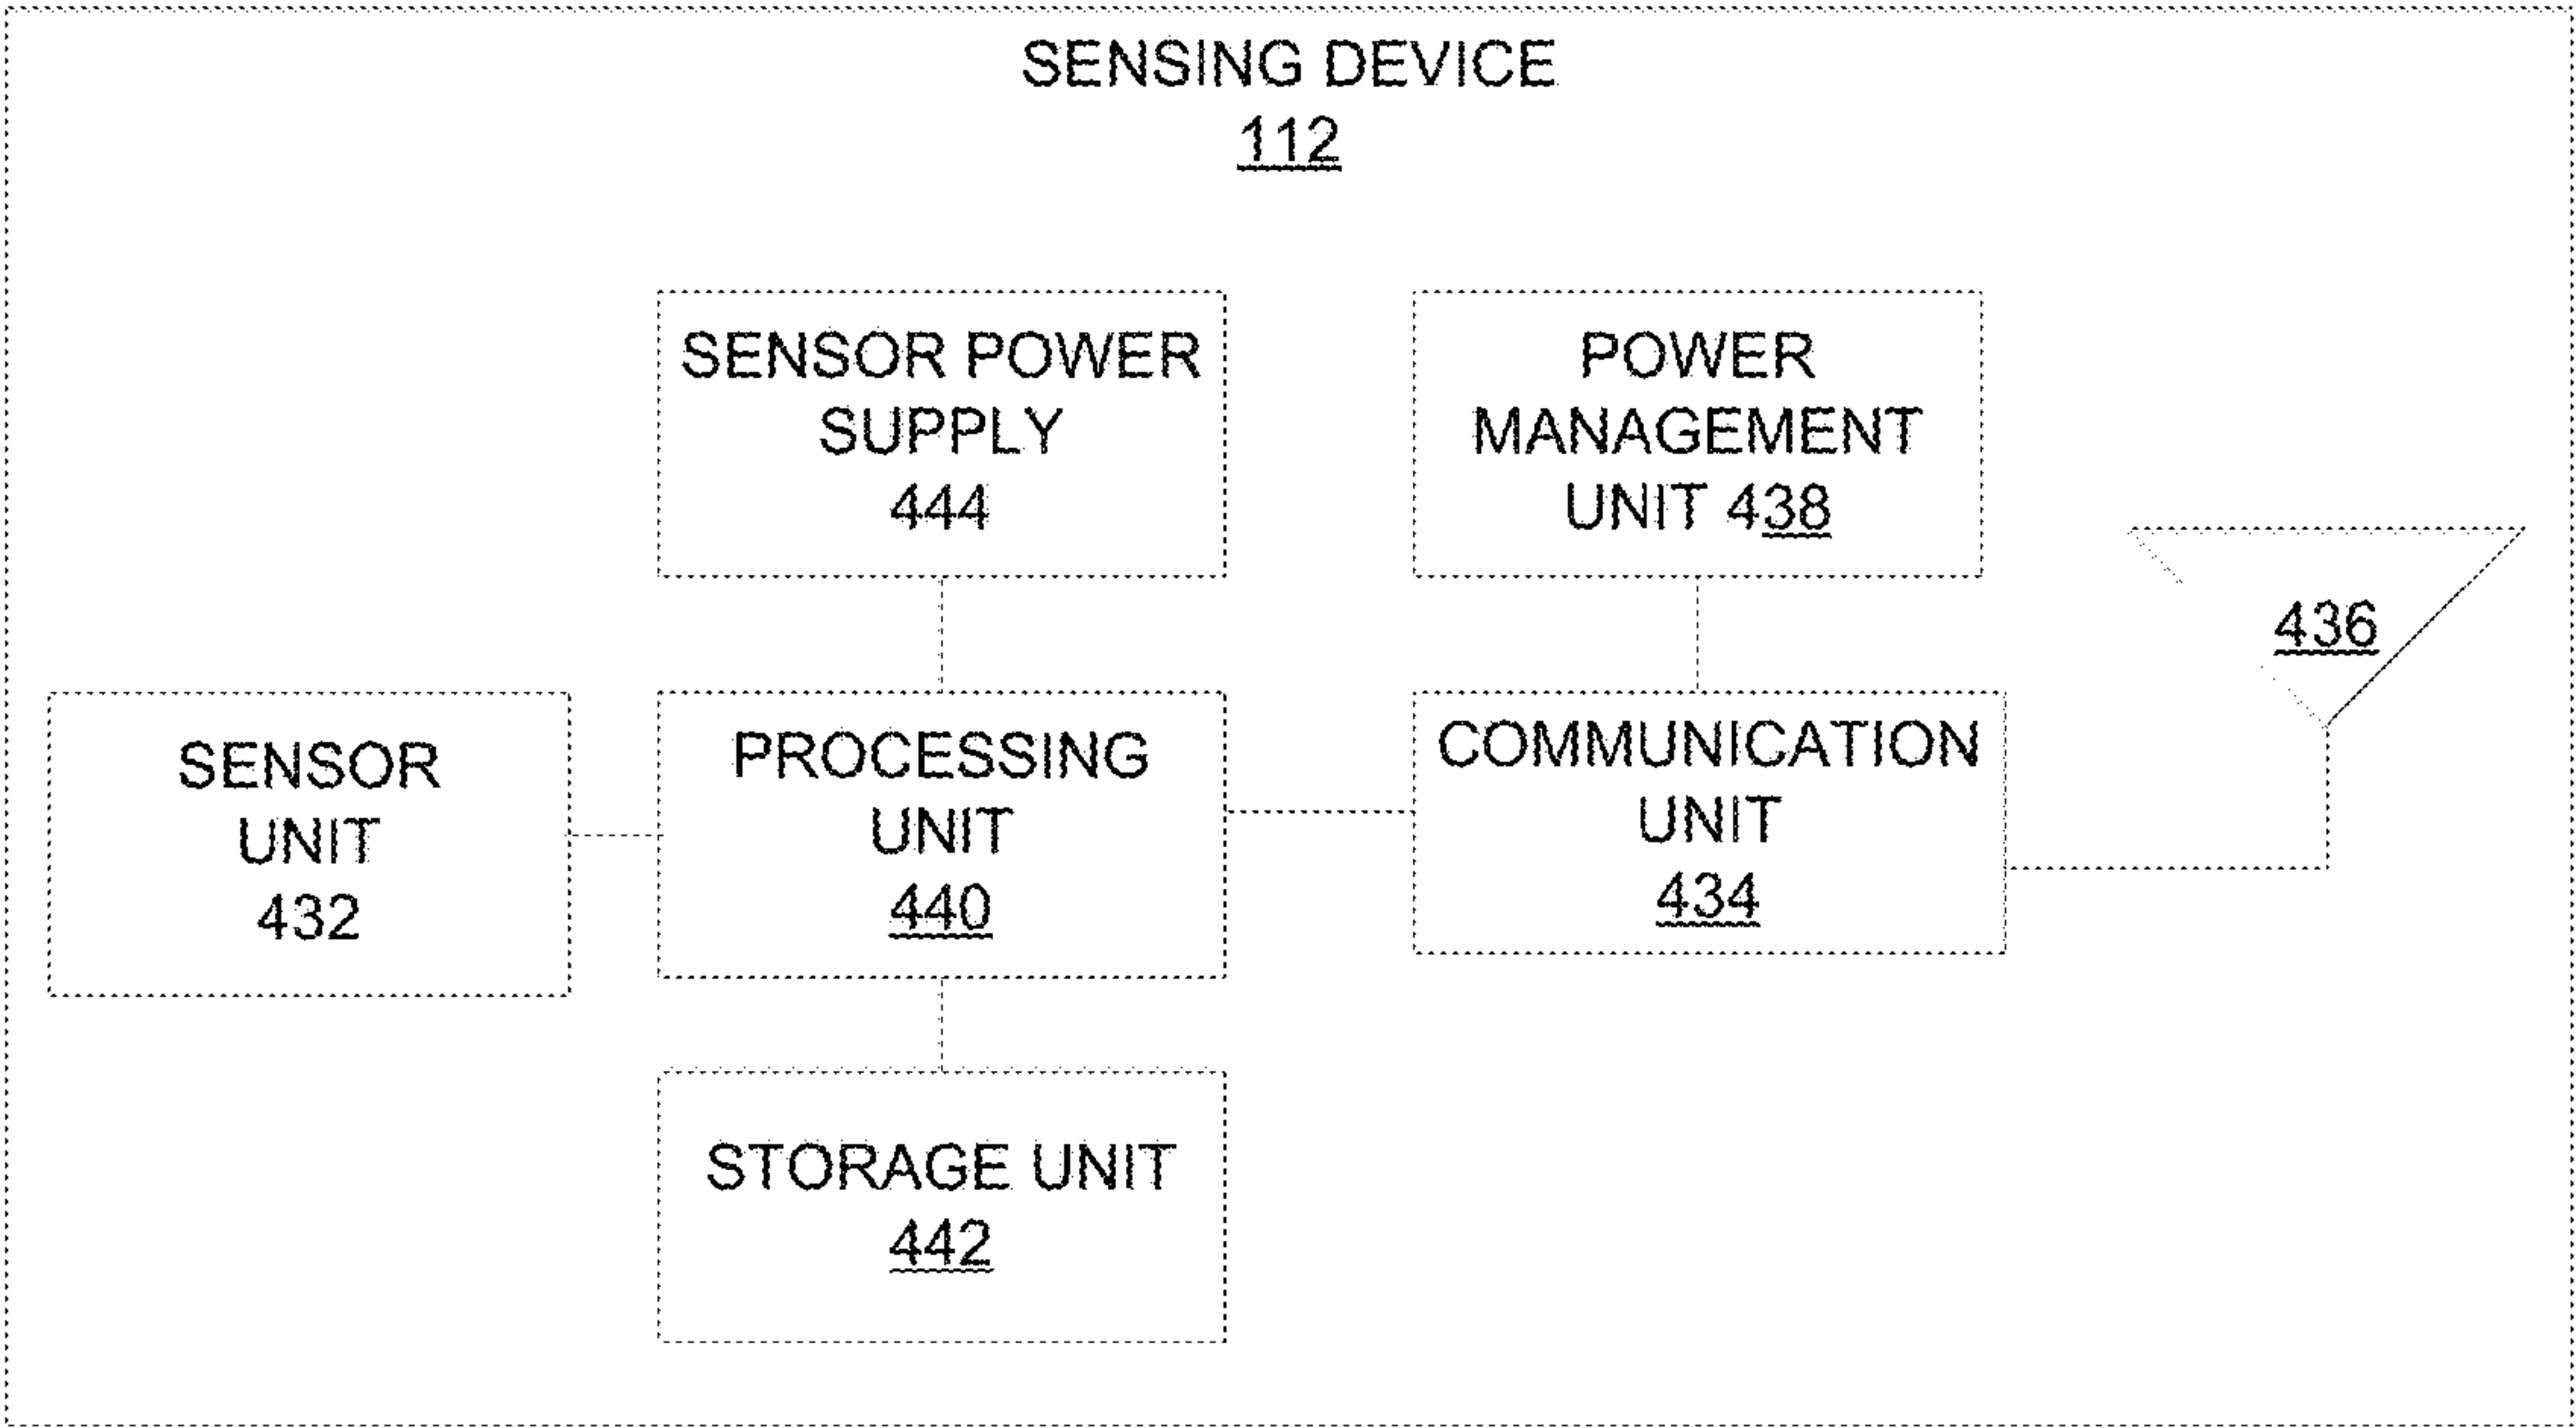 SENSING DEVICE
112
SENSOR POWER
SUPPLY
444
POWER
MANAGEMENT
UNIT 438
436
SENSOR
UNIT
432
PROCESSING
UNIT
440
COMMUNICATION
UNIT
434
STORAGE UNIT
442